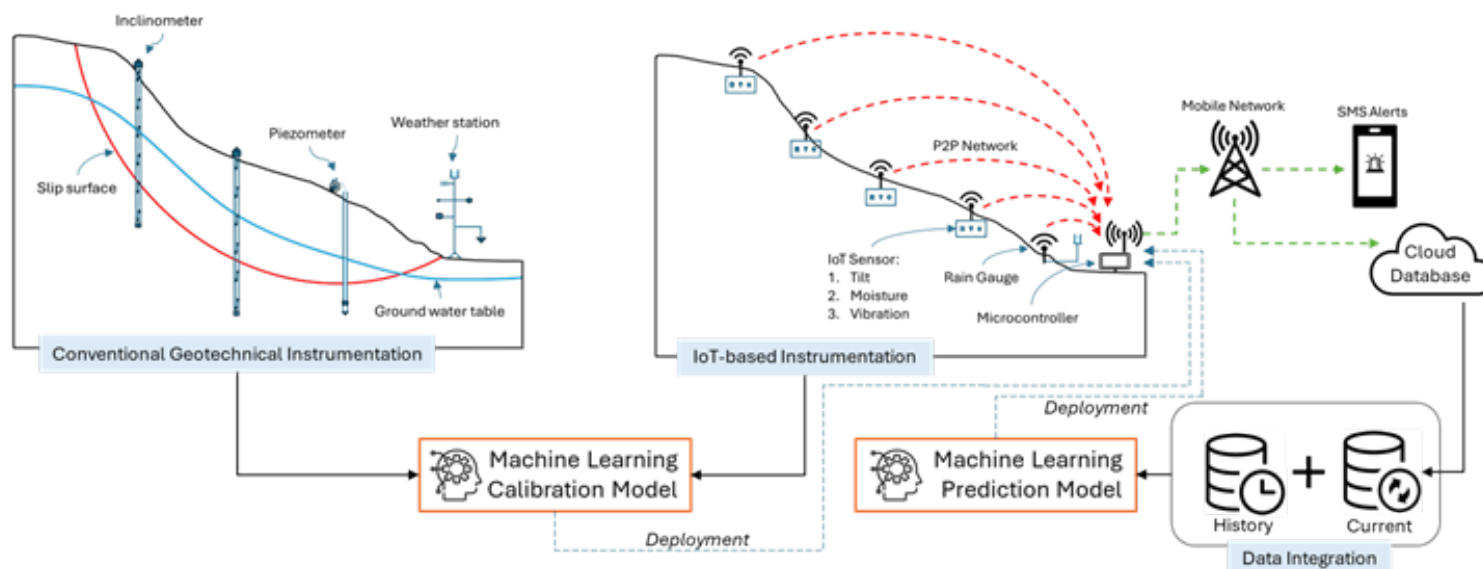 Inclinometer
Piezometer
Weather station
Slip surface
Ground water table
Conventional Geotechnical Instrumentation
P2P Network
IoT Sensor:
1. Tilt
2. Moisture
3. Vibration
Rain Gauge
Microcontroller
IoT-based Instrumentation
Mobile Network
SMS Alerts
Cloud
Database
Machine Learning
Calibration Model
Deployment
Machine Learning
Prediction Model
Deployment
History
Current
Data Integration